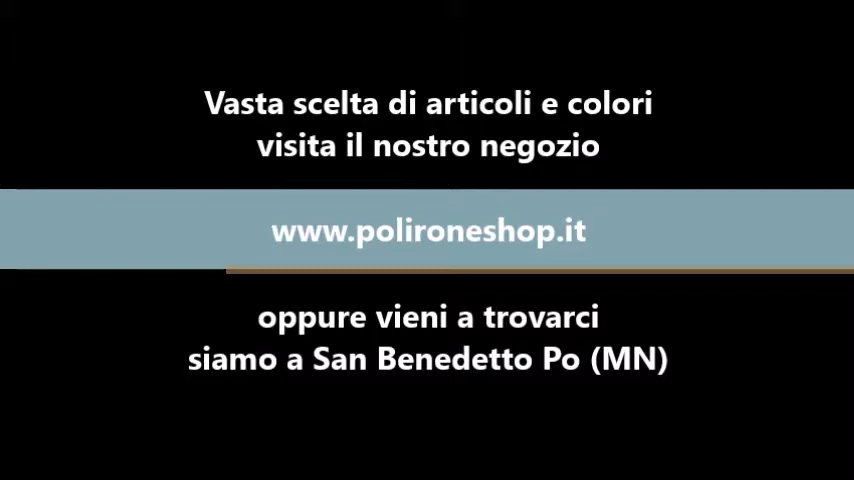 Vasta scelta di articoli e colori
visita il nostro negozio
www.polironeshop.it
oppure vieni a trovarci
siamo a San Benedetto Po (MN)